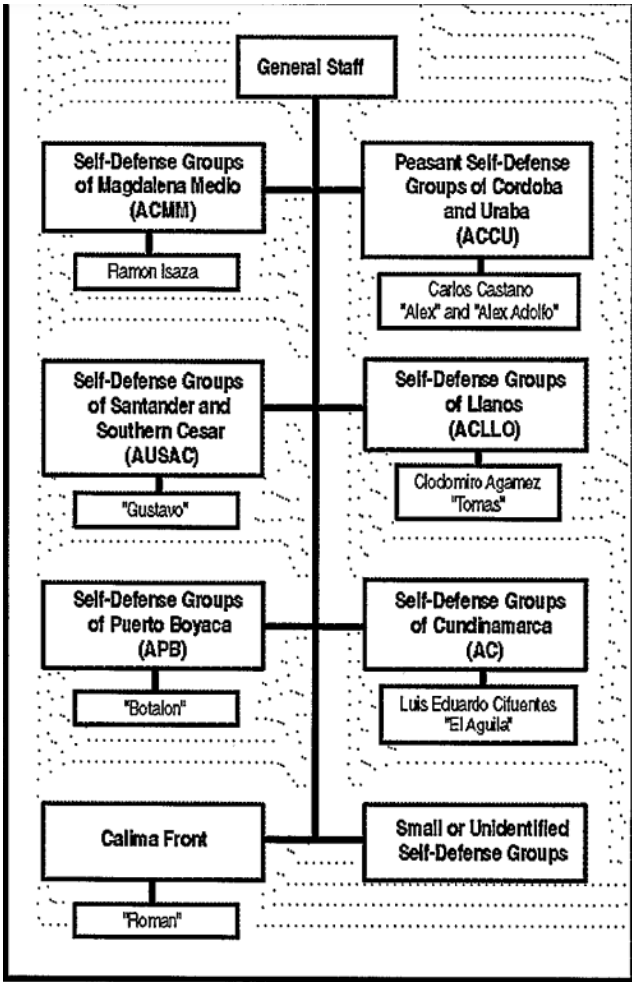 General Staff
Self-Defense Groups
of Magdalena Medio
(ACMM)
Ramon Isaza
Peasant Self-Defense
Groups of Cordoba
and Uraba
(ACCU)
Carlos Castano
"Alex" and "Alex Adolfo"
Self-Defense Groups
of Santander and
Southern Cesar
(AUSAC)
"Gustavo"
Self-Defense Groups
of Llanos
(ACLLO)
Clodomiro Agamez
"Tomas"
Self-Defense Groups
of Puerto Boyaca
(APB)
"Botalon"
Self-Defense Groups
of Cundinamarca
(AC)
Luis Eduardo Cifuentes
"El Aguila"
Calima Front
"Roman"
Small or Unidentified
Self-Defense Groups